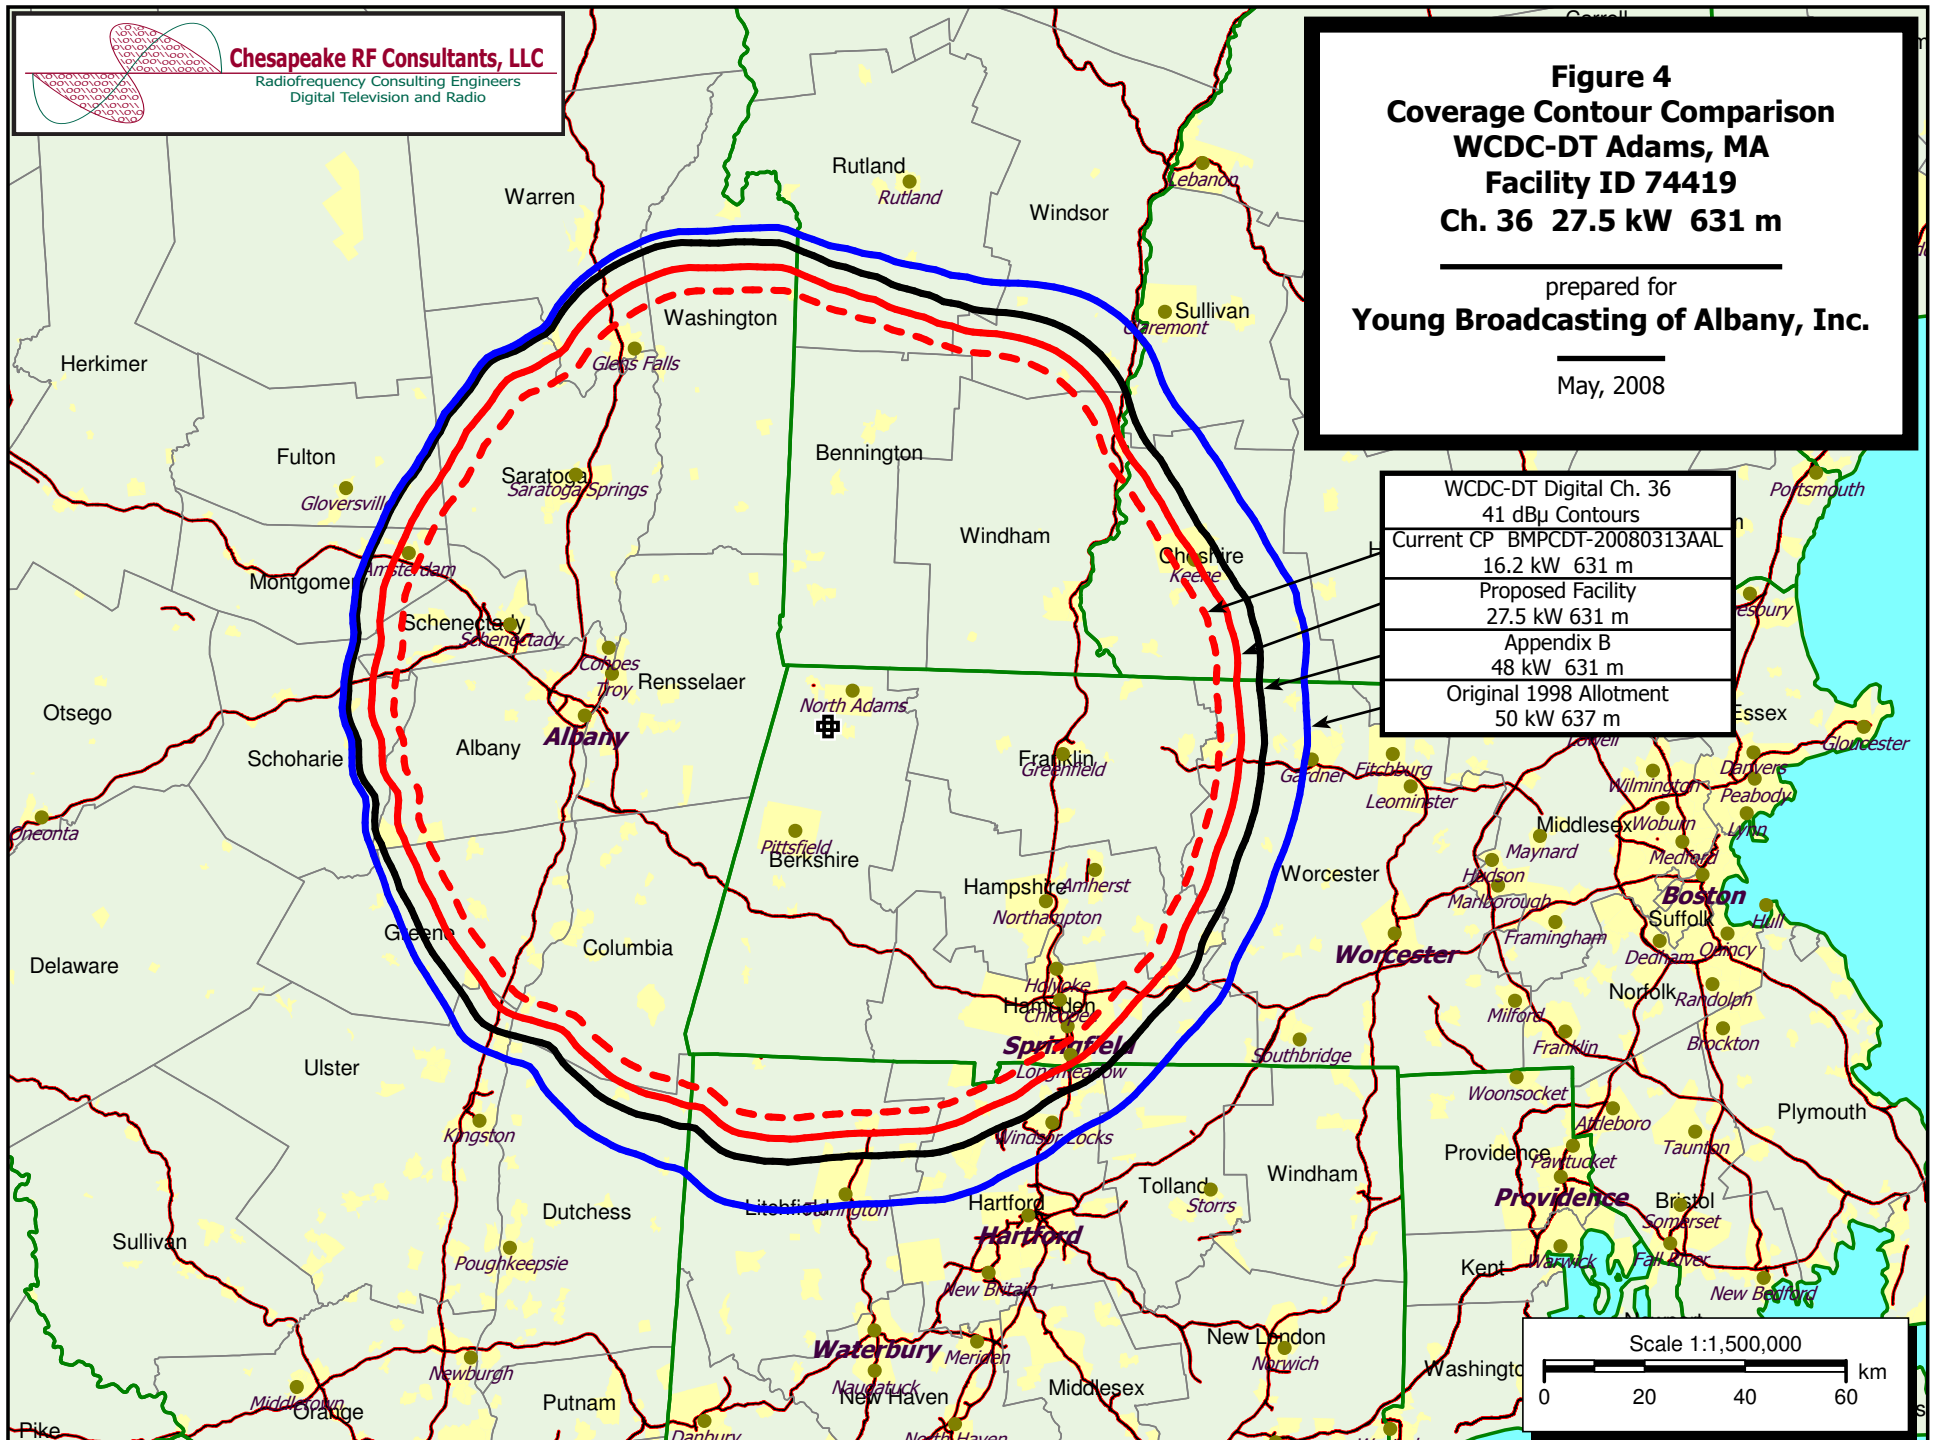 Chesapeake RF Consultants, LLC
Radiofrequency Consulting Engineers
Digital Television and Radio
Figure 4
Coverage Contour Comparison
WCDC-DT Adams, MA
Facility ID 74419
Ch. 36 27.5 kW 631 m
prepared for
Young Broadcasting of Albany, Inc.
May, 2008
WCDC-DT Digital Ch. 36
41 dBµ Contours
Current CP BMPCDT-20080313AAL
16.2 kW 631 m
Proposed Facility
27.5 kW 631 m
Appendix B
48 kW 631 m
Original 1998 Allotment
50 kW 637 m
Warren
Rutland
Rutland
Windsor
Lebanon
Washington
Sullivan
Claremont
Herkimer
Glens Falls
Fulton
Gloversville
Saratoga
Saratoga Springs
Bennington
Windham
Portsmouth
Cheshire
Keene
Amsterdam
Montgomery
Schenectady
Schenectady
Cohoes
Troy
Rensselaer
North Adams
Otsego
Schoharie
Albany
Albany
Franklin
Greenfield
Gardner
Fitchburg
Leominster
Lowell
Essex
Gloucester
Wilmington
Danvers
Peabody
Oneonta
Pittsfield
Berkshire
Middlesex
Woburn
Lynn
Maynard
Medford
Hampshire
Amherst
Northampton
Worcester
Hudson
Marlborough
Boston
Suffolk
Hull
Greene
Columbia
Framingham
Dedham
Quincy
Worcester
Delaware
Holyoke
Hampden
Chicopee
Norfolk
Randolph
Milford
Springfield
Longmeadow
Southbridge
Franklin
Brockton
Ulster
Woonsocket
Kingston
Windsor Locks
Attleboro
Taunton
Plymouth
Providence
Pawtucket
Windham
Tolland
Storrs
Litchfield
Torrington
Hartford
Hartford
Providence
Bristol
Somerset
Dutchess
Sullivan
Poughkeepsie
Kent
Warwick
Fall River
New Bedford
New Britain
Newport
Waterbury
Meriden
New London
Norwich
Newburgh
Naugatuck
New Haven
Middlesex
Middletown
Orange
Putnam
Pike
Danbury
North Haven
Scale 1:1,500,000
km
0 20 40 60